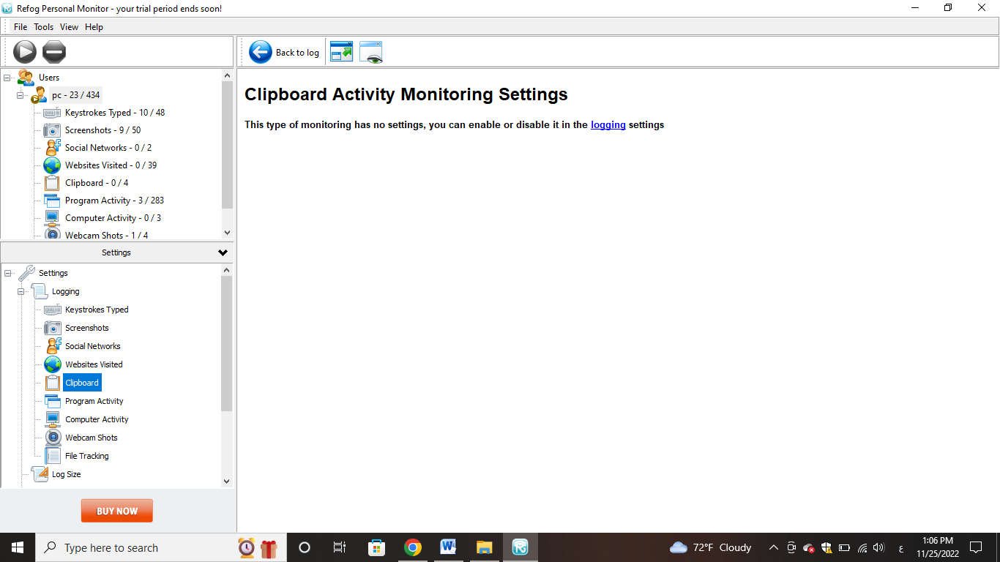 Refog Personal Monitor - your trial period ends soon!
File Tools View Help
Back to log
Users
pc - 23 / 434
Keystrokes Typed - 10 / 48
Screenshots - 9 / 50
Social Networks - 0 / 2
Websites Visited - 0 / 39
Clipboard - 0 / 4
Program Activity - 3 / 283
Computer Activity - 0 / 3
Webcam Shots - 1 / 4
Settings
Settings
Logging
Keystrokes Typed
Screenshots
Social Networks
Websites Visited
Clipboard
Program Activity
Computer Activity
Webcam Shots
File Tracking
Log Size
BUY NOW
Clipboard Activity Monitoring Settings
This type of monitoring has no settings, you can enable or disable it in the logging settings
Type here to search
72°F Cloudy
ع
1:06 PM
11/25/2022